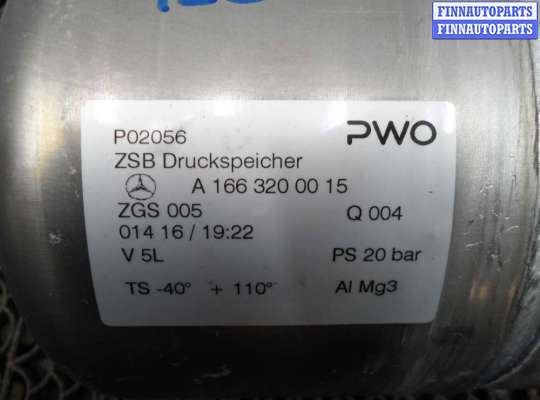 FINNAUTOPARTS
FINNAUTOPARTS
P02056 PWO
ZSB Druckspeicher
A 166 320 00 15
ZGS 005 Q 004
014 16 / 19:22
V 5L PS 20 bar
TS -40° + 110° Al Mg3